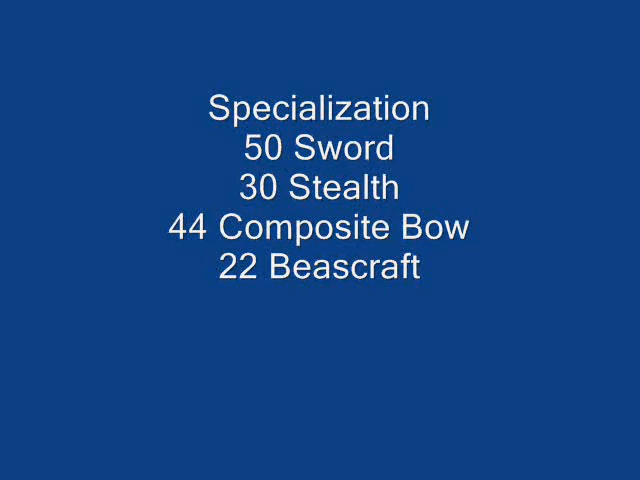 Specialization
50 Sword
30 Stealth
44 Composite Bow
22 Beascraft